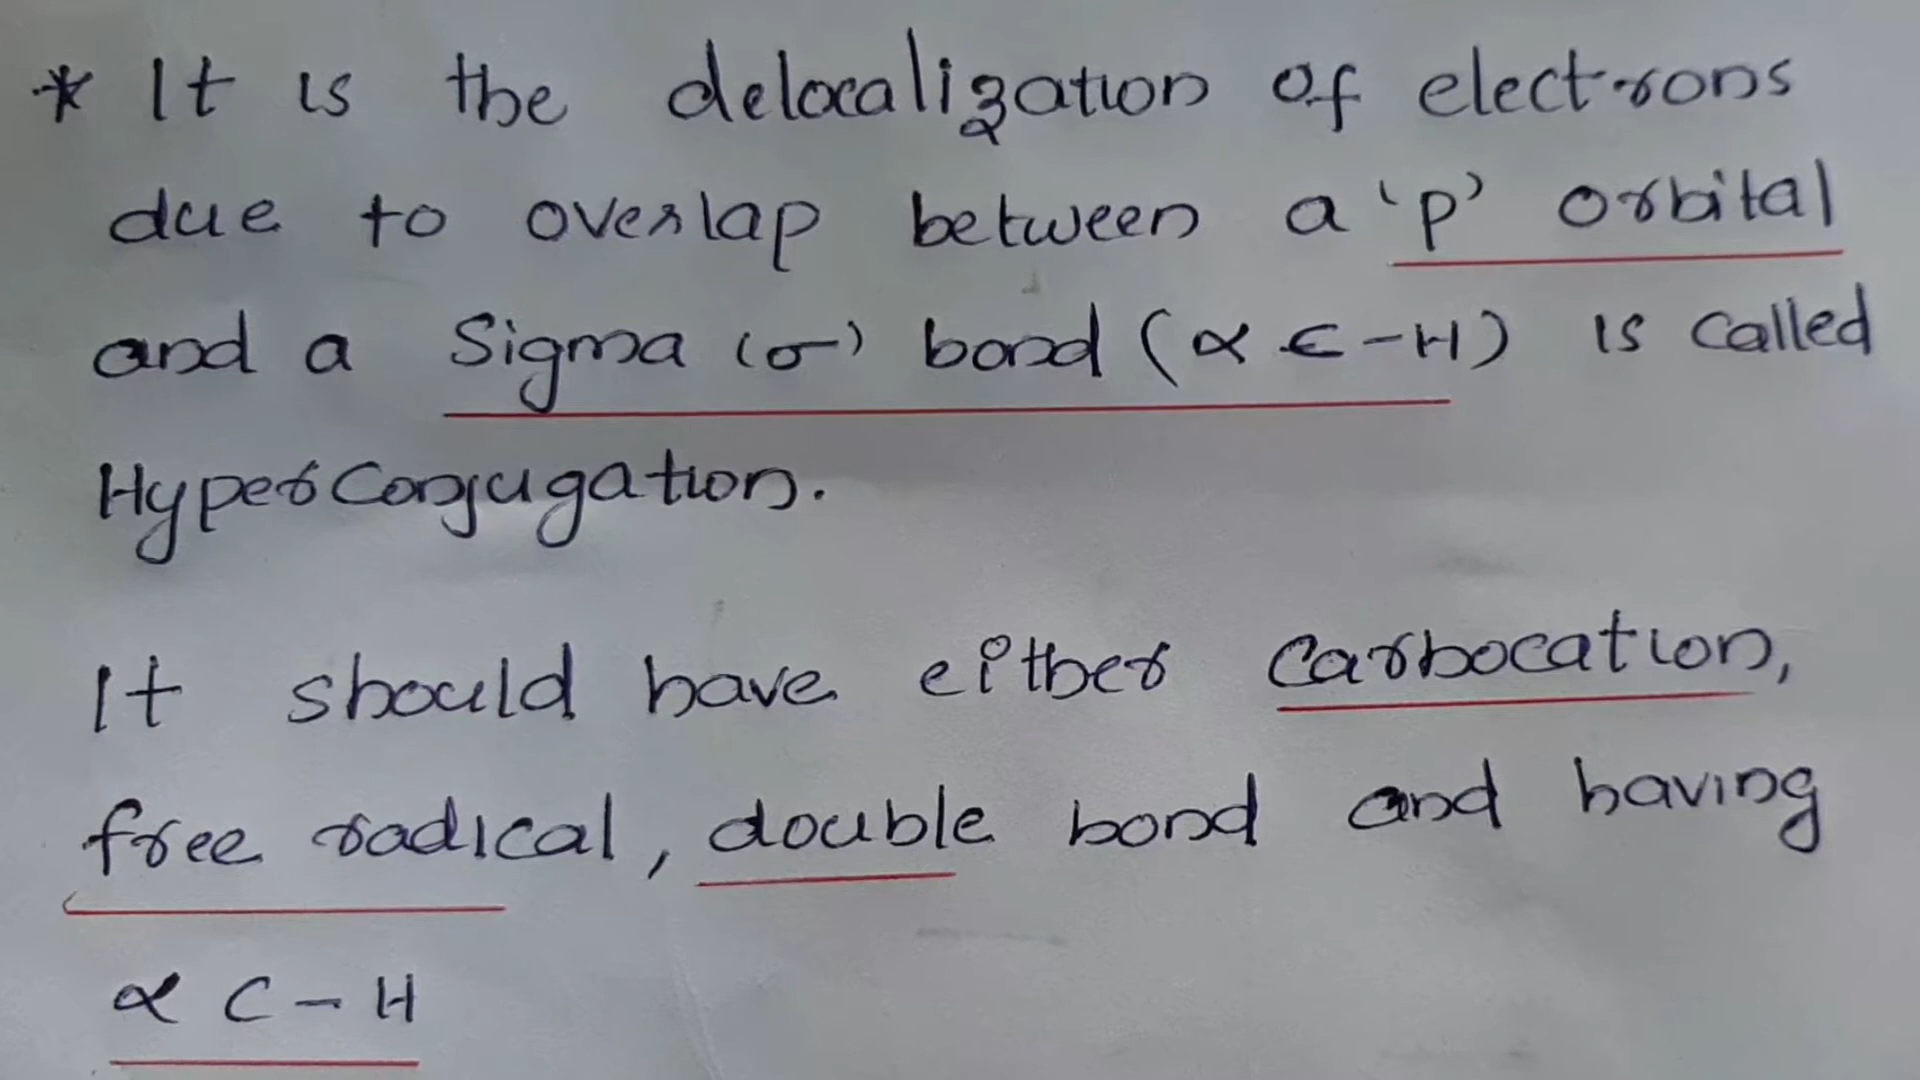 * It is the delocalization of electrons
due to overlap between a 'p' orbital
and a Sigma (σ) bond (α C-H) is called
HyperConjugation.
It should have either Carbocation,
free radical, double bond and having
α C-H